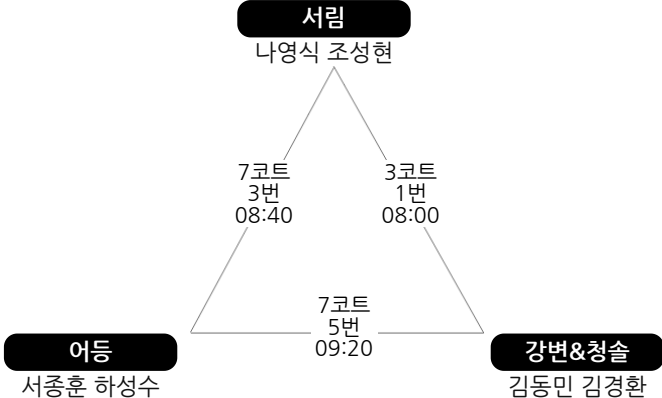 서림
나영식 조성현
7코트
3번
08:40
3코트
1번
08:00
7코트
5번
09:20
어등
서종훈 하성수
강변&청솔
김동민 김경환